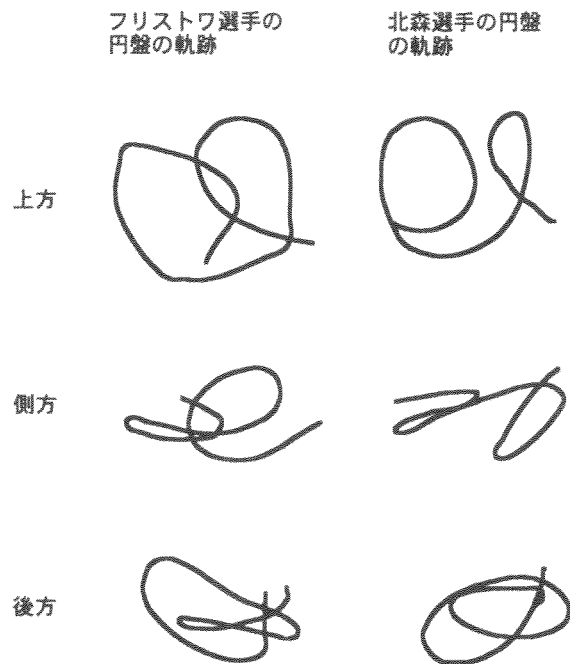 フリストワ選手の
円盤の軌跡
北森選手の円盤
の軌跡
上方
側方
後方